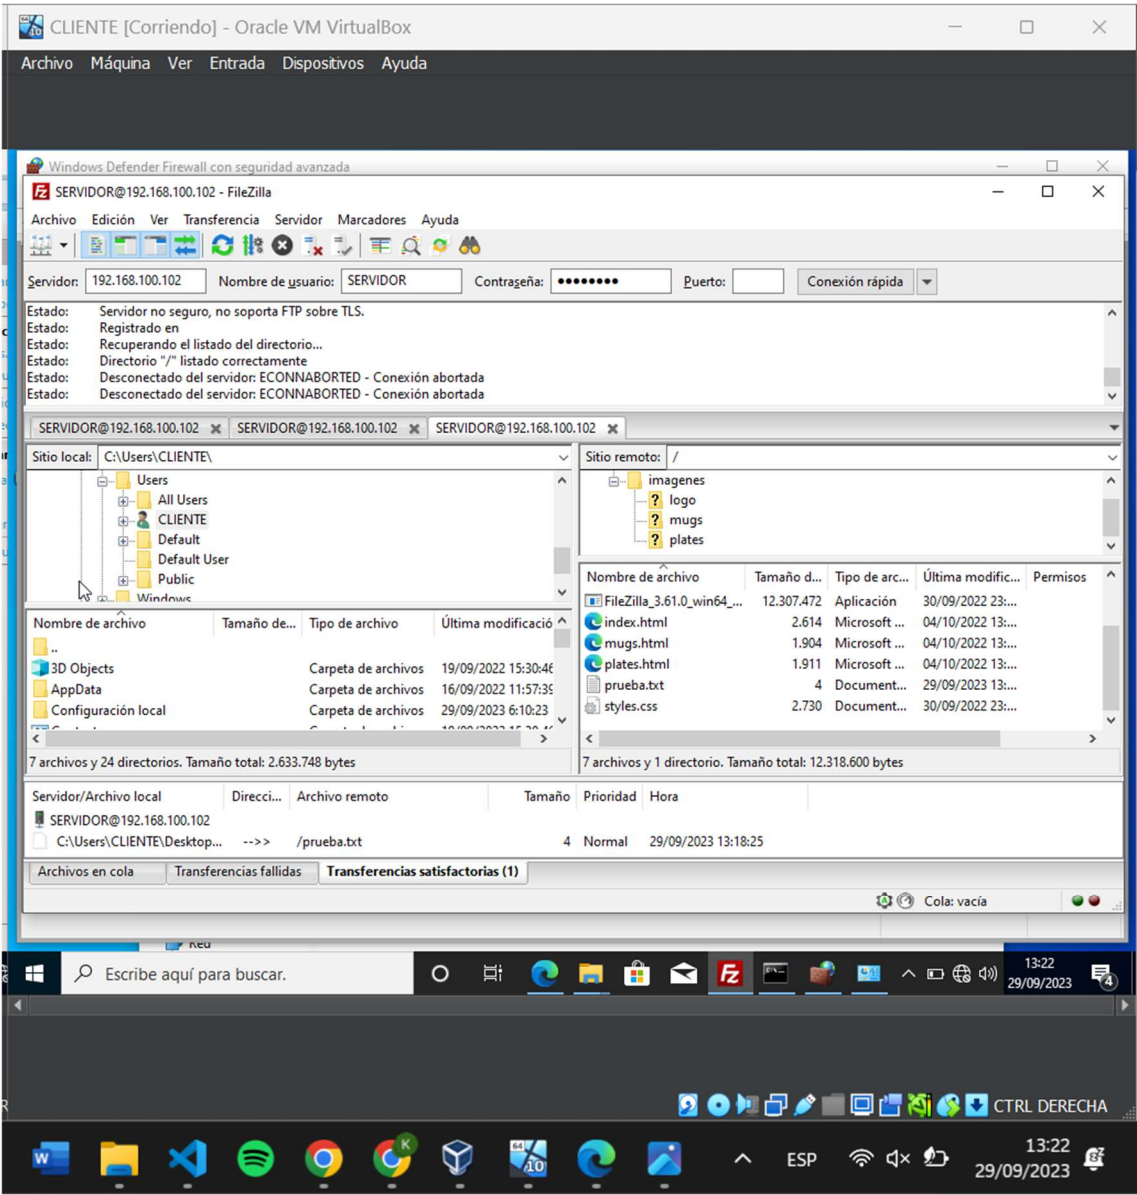 CLIENTE [Corriendo] - Oracle VM VirtualBox
Archivo Máquina Ver Entrada Dispositivos Ayuda
Windows Defender Firewall con seguridad avanzada
SERVIDOR@192.168.100.102 - FileZilla
Archivo Edición Ver Transferencia Servidor Marcadores Ayuda
Servidor: 192.168.100.102 Nombre de usuario: SERVIDOR Contraseña: •••••••• Puerto: Conexión rápida
Estado: Servidor no seguro, no soporta FTP sobre TLS.
Estado: Registrado en
Estado: Recuperando el listado del directorio...
Estado: Directorio "/" listado correctamente
Estado: Desconectado del servidor: ECONNABORTED - Conexión abortada
Estado: Desconectado del servidor: ECONNABORTED - Conexión abortada
SERVIDOR@192.168.100.102 SERVIDOR@192.168.100.102 SERVIDOR@192.168.100.102
Sitio local: C:\Users\CLIENTE\
Users
All Users
CLIENTE
Default
Default User
Public
Windows
Nombre de archivo Tamaño de... Tipo de archivo Última modificació
..
3D Objects Carpeta de archivos 19/09/2022 15:30:46
AppData Carpeta de archivos 16/09/2022 11:57:39
Configuración local Carpeta de archivos 29/09/2023 6:10:23
7 archivos y 24 directorios. Tamaño total: 2.633.748 bytes
Sitio remoto: /
imagenes
logo
mugs
plates
Nombre de archivo Tamaño d... Tipo de arc... Última modific... Permisos
FileZilla_3.61.0_win64_... 12.307.472 Aplicación 30/09/2022 23:...
index.html 2.614 Microsoft ... 04/10/2022 13:...
mugs.html 1.904 Microsoft ... 04/10/2022 13:...
plates.html 1.911 Microsoft ... 04/10/2022 13:...
prueba.txt 4 Document... 29/09/2023 13:...
styles.css 2.730 Document... 30/09/2022 23:...
7 archivos y 1 directorio. Tamaño total: 12.318.600 bytes
Servidor/Archivo local Direcci... Archivo remoto Tamaño Prioridad Hora
SERVIDOR@192.168.100.102
C:\Users\CLIENTE\Desktop... -->> /prueba.txt 4 Normal 29/09/2023 13:18:25
Archivos en cola Transferencias fallidas Transferencias satisfactorias (1)
Cola: vacía
Red
Escribe aquí para buscar.
13:22
29/09/2023
4
CTRL DERECHA
ESP
13:22
29/09/2023